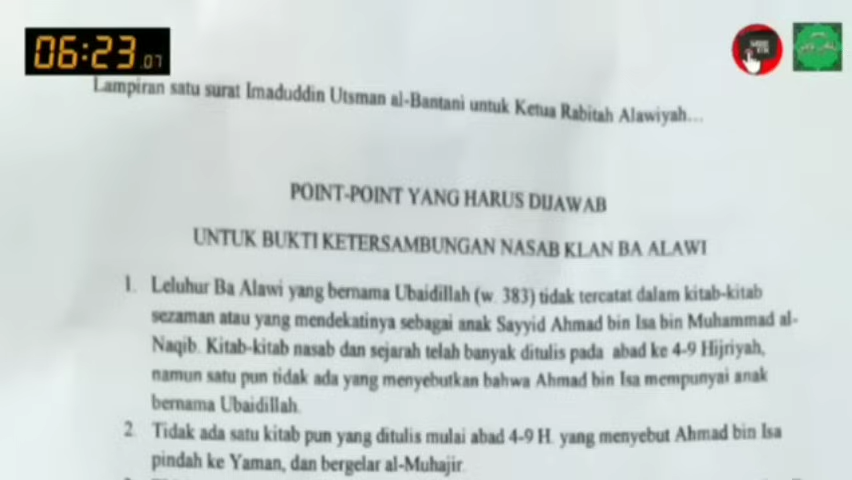 06:23.07
Lampiran satu surat Imaduddin Utsman al-Bantani untuk Ketua Rabitah Alawiyah...
POINT-POINT YANG HARUS DIJAWAB
UNTUK BUKTI KETERSAMBUNGAN NASAB KLAN BA ALAWI
1. Leluhur Ba Alawi yang bernama Ubaidillah (w. 383) tidak tercatat dalam kitab-kitab
sezaman atau yang mendekatinya sebagai anak Sayyid Ahmad bin Isa bin Muhammad al-
Naqib. Kitab-kitab nasab dan sejarah telah banyak ditulis pada abad ke 4-9 Hijriyah,
namun satu pun tidak ada yang menyebutkan bahwa Ahmad bin Isa mempunyai anak
bernama Ubaidillah.
2. Tidak ada satu kitab pun yang ditulis mulai abad 4-9 H. yang menyebut Ahmad bin Isa
pindah ke Yaman, dan bergelar al-Muhajir.